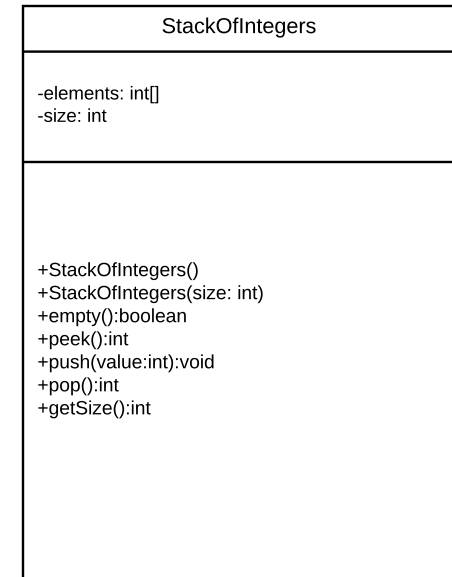 StackOfIntegers
-elements: int[]
-size: int
+StackOfIntegers()
+StackOfIntegers(size: int)
+empty():boolean
+peek():int
+push(value:int):void
+pop():int
+getSize():int